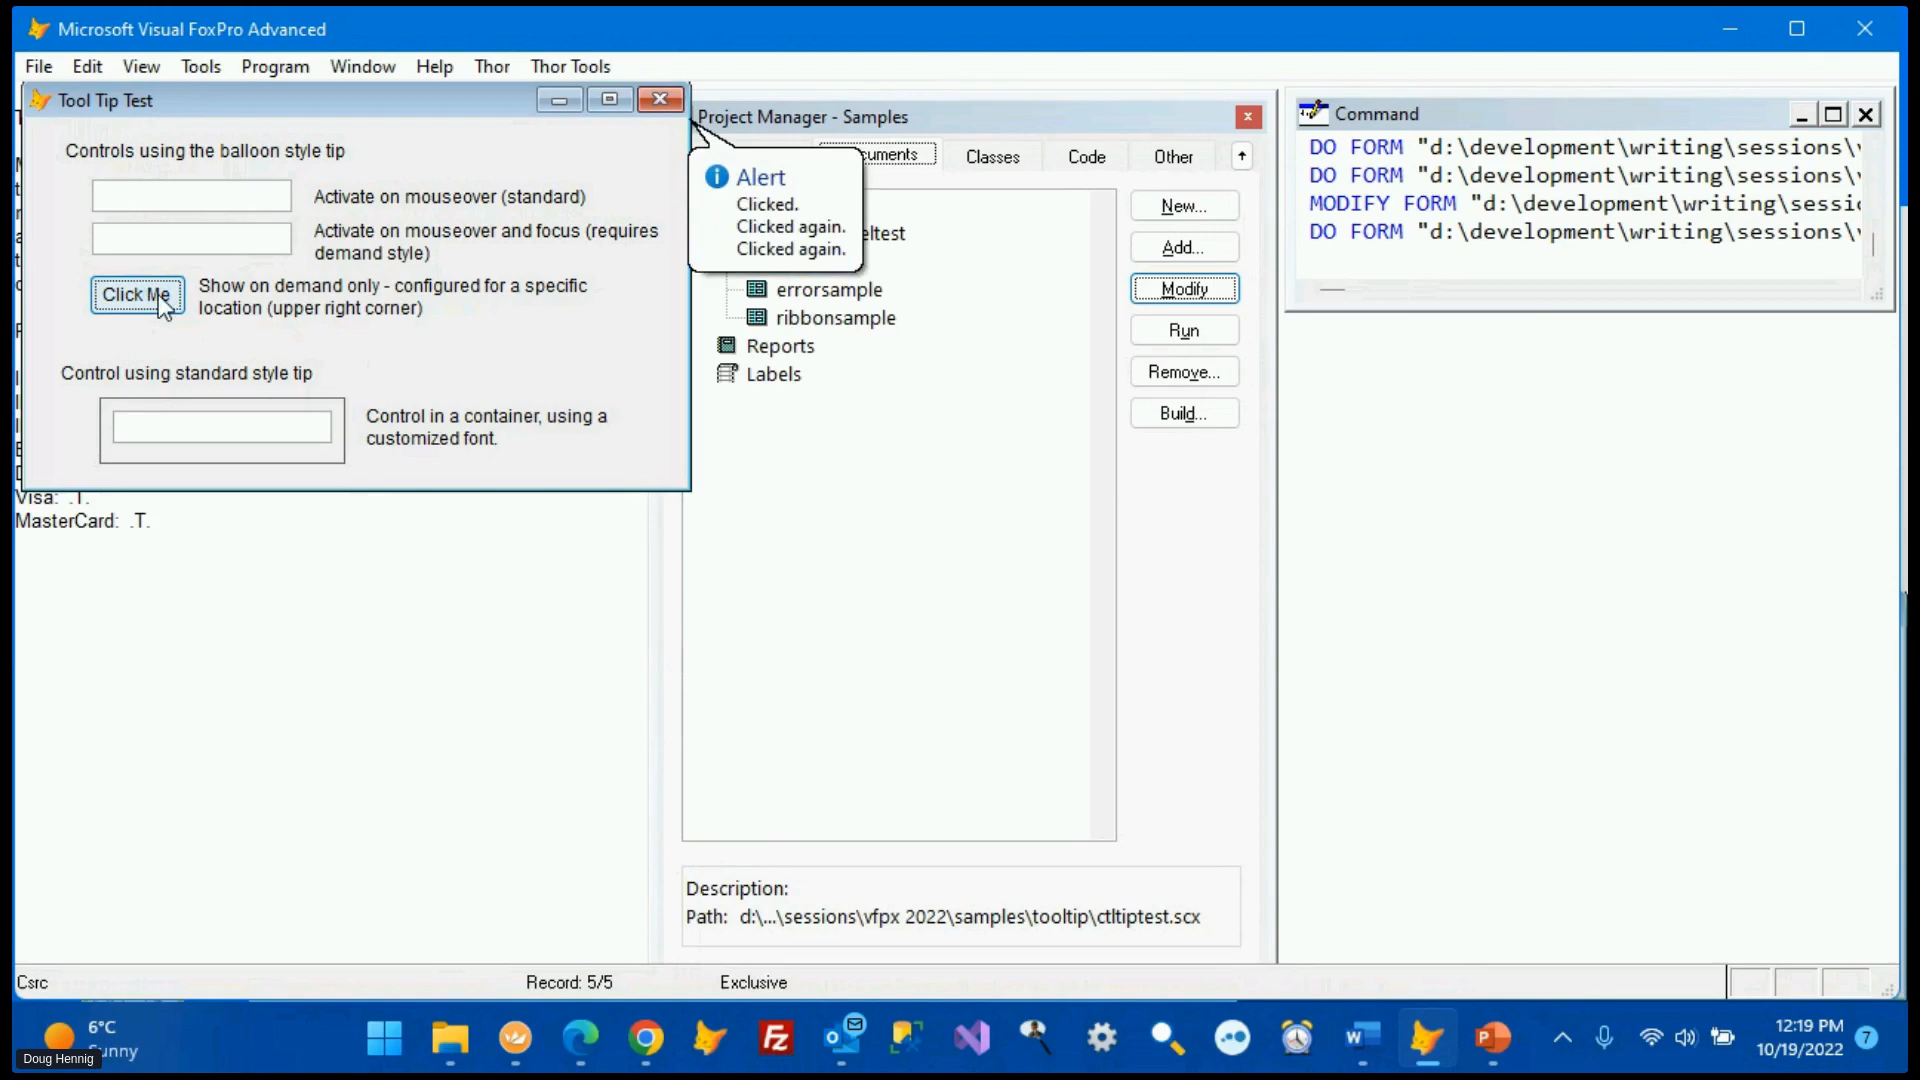 Microsoft Visual FoxPro Advanced
File Edit View Tools Program Window Help Thor Thor Tools
Tool Tip Test
Controls using the balloon style tip
Activate on mouseover (standard)
Activate on mouseover and focus (requires
demand style)
Click Me
Show on demand only - configured for a specific
location (upper right corner)
Control using standard style tip
Control in a container, using a
customized font.
Visa: .T.
MasterCard: .T.
Alert
Clicked.
Clicked again.
Clicked again.
Project Manager - Samples
cuments Classes Code Other
eltest
errorsample
ribbonsample
Reports
Labels
New...
Add...
Modify
Run
Remove...
Build...
Description:
Path: d:\...\sessions\vfpx 2022\samples\tooltip\ctltiptest.scx
Command
DO FORM "d:\development\writing\sessions\
DO FORM "d:\development\writing\sessions\
MODIFY FORM "d:\development\writing\sessi
DO FORM "d:\development\writing\sessions\
Csrc Record: 5/5 Exclusive
6°C
Sunny
Doug Hennig
12:19 PM
10/19/2022
7